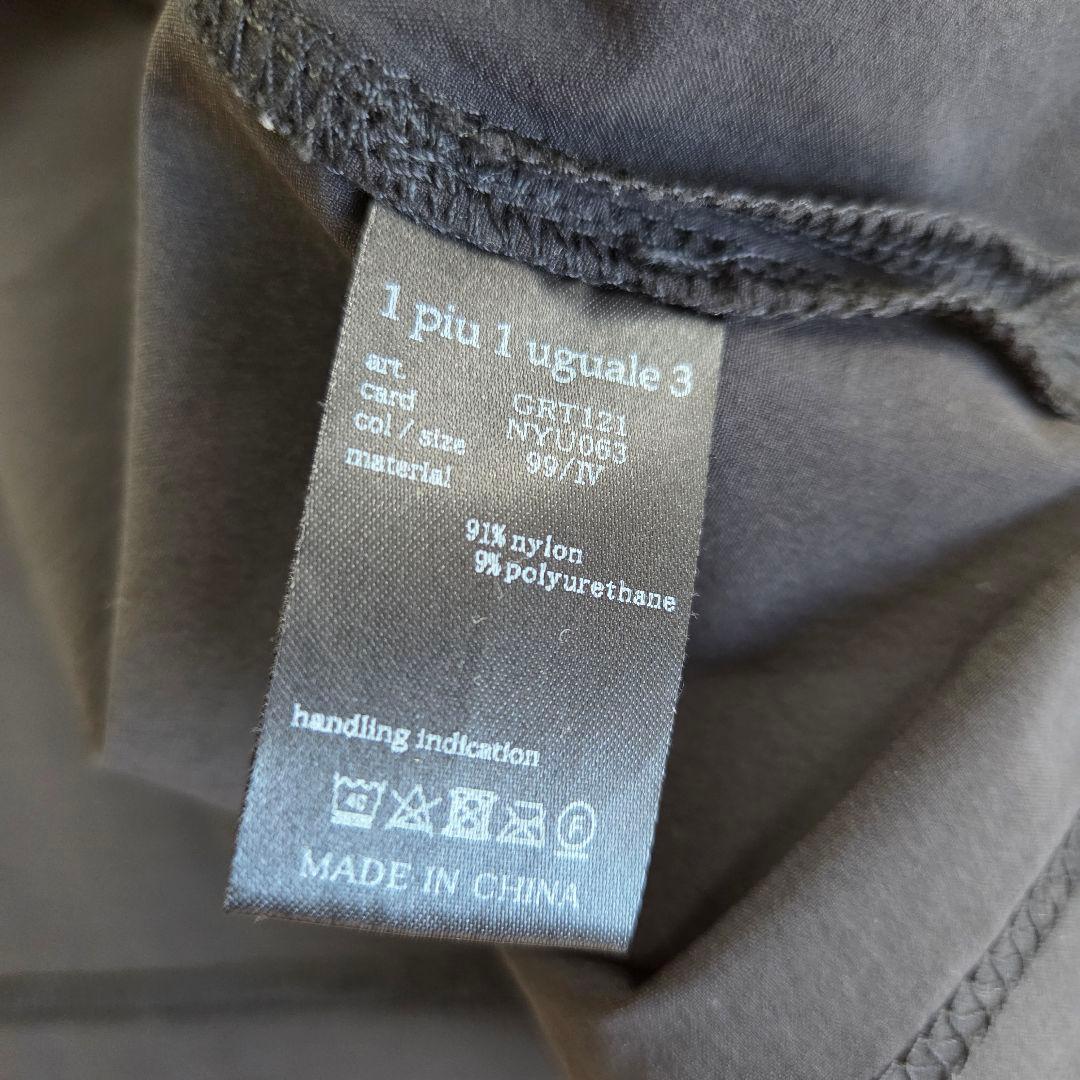 1 piu 1 uguale 3
art. GRT121
card NYU063
col / size 99/IV
material
91% nylon
9% polyurethane
handling indication
40 F
MADE IN CHINA